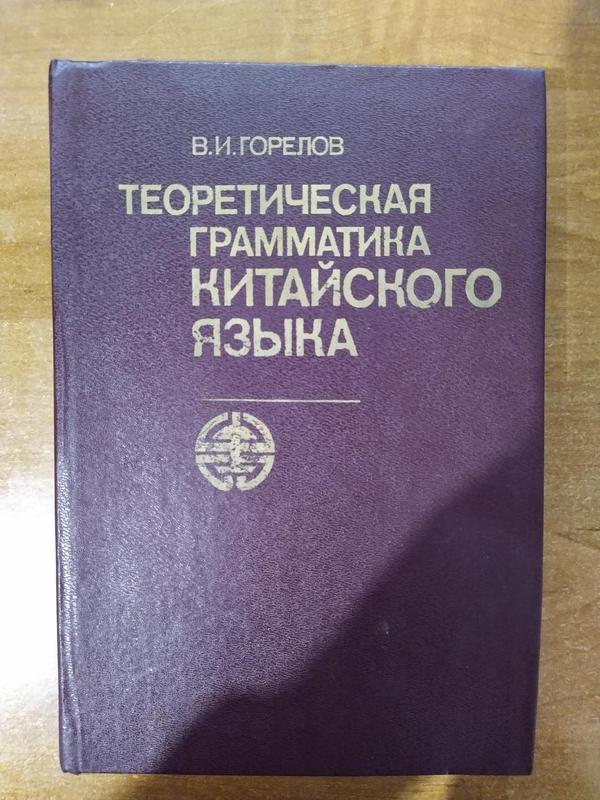 В.И.ГОРЕЛОВ
ТЕОРЕТИЧЕСКАЯ
ГРАММАТИКА
КИТАЙСКОГО
ЯЗЫКА